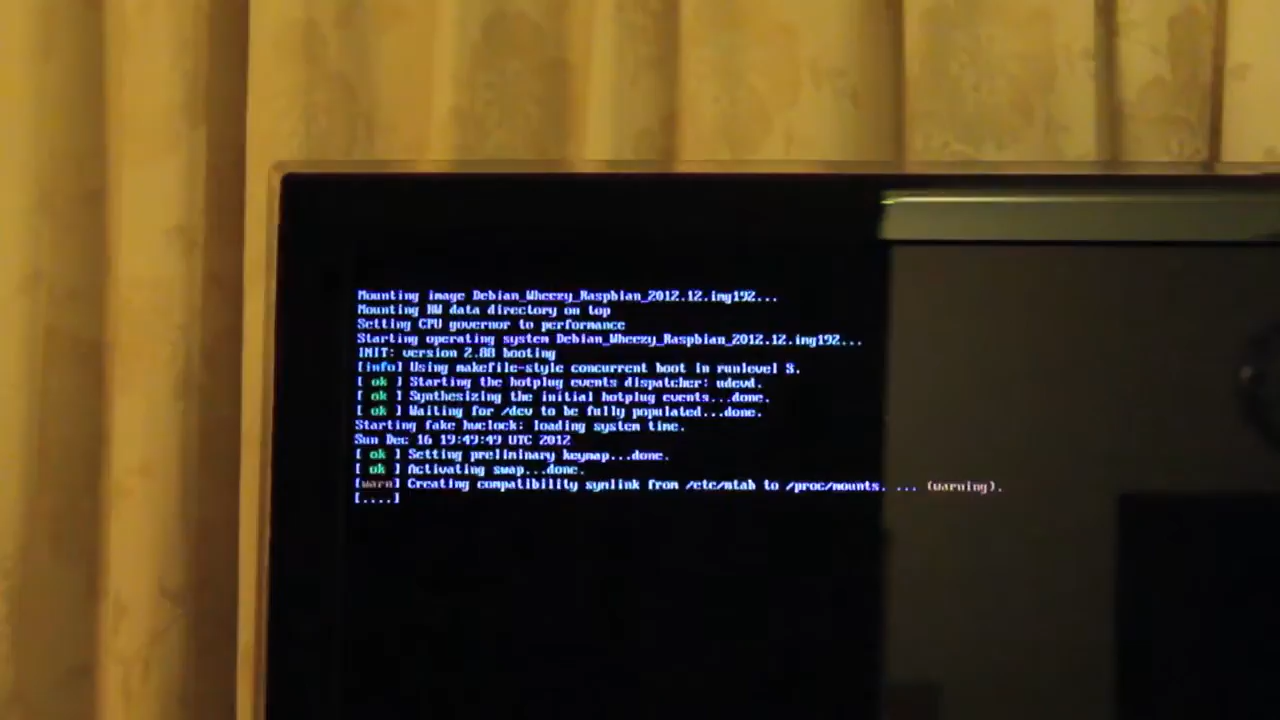 Mounting image Debian_Wheezy_Raspbian_2012.12.img192...
Mounting RW data directory on top
Setting CPU governor to performance
Starting operating system Debian_Wheezy_Raspbian_2012.12.img192...
INIT: version 2.88 booting
[info] Using makefile-style concurrent boot in runlevel S.
[ ok ] Starting the hotplug events dispatcher: udevd.
[ ok ] Synthesizing the initial hotplug events...done.
[ ok ] Waiting for /dev to be fully populated...done.
Starting fake hwclock: loading system time.
Sun Dec 16 19:49:49 UTC 2012
[ ok ] Setting preliminary keymap...done.
[ ok ] Activating swap...done.
[warn] Creating compatibility symlink from /etc/mtab to /proc/mounts. ... (warning).
[....]